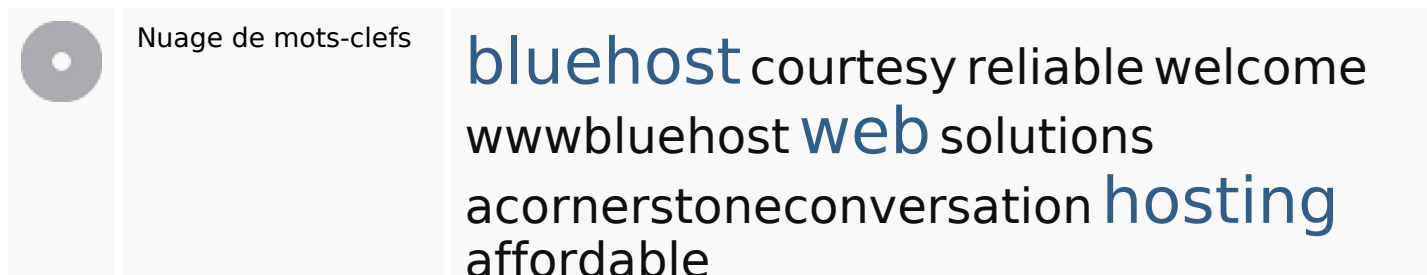 Nuage de mots-clefs
bluehost courtesy reliable welcome
wwwbluehost web solutions
acornerstoneconversation hosting
affordable